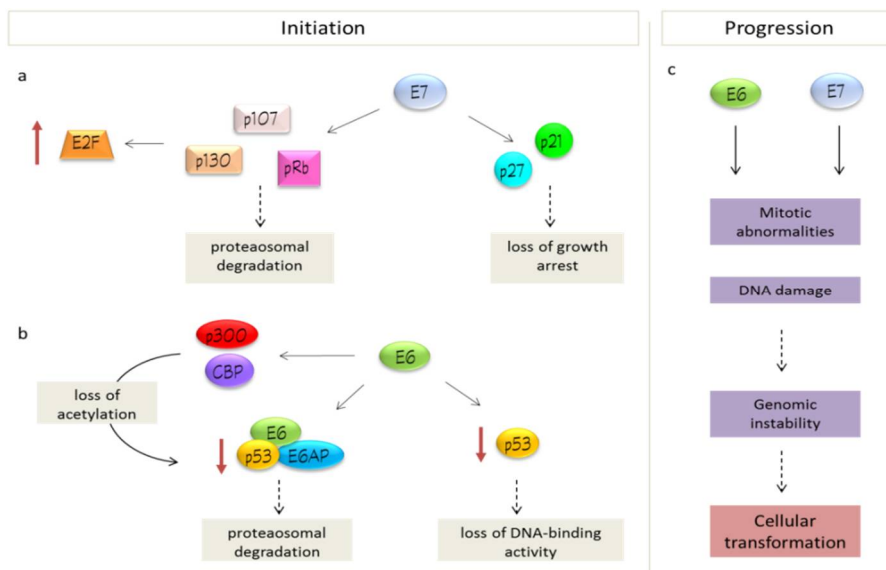 Initiation
Progression
a
E7
p107
E2F
p130
pRb
p21
p27
proteaosomal
degradation
loss of growth
arrest
b
p300
CBP
E6
loss of
acetylation
E6
p53
E6AP
p53
proteaosomal
degradation
loss of DNA-binding
activity
c
E6
E7
Mitotic
abnormalities
DNA damage
Genomic
instability
Cellular
transformation